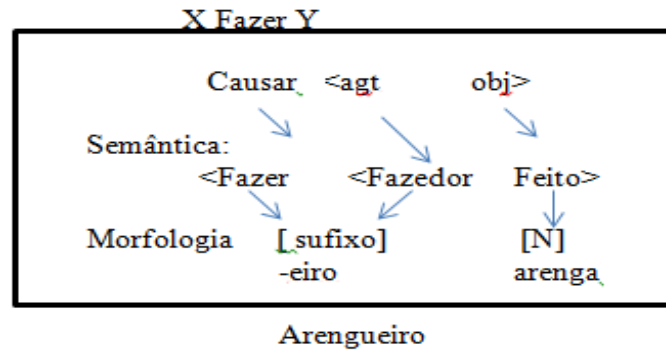 X Fazer Y
Causar <agt obj>
Semântica:
<Fazer <Fazedor Feito>
Morfologia [ sufixo] [N]
-eiro arenga
Arengueiro